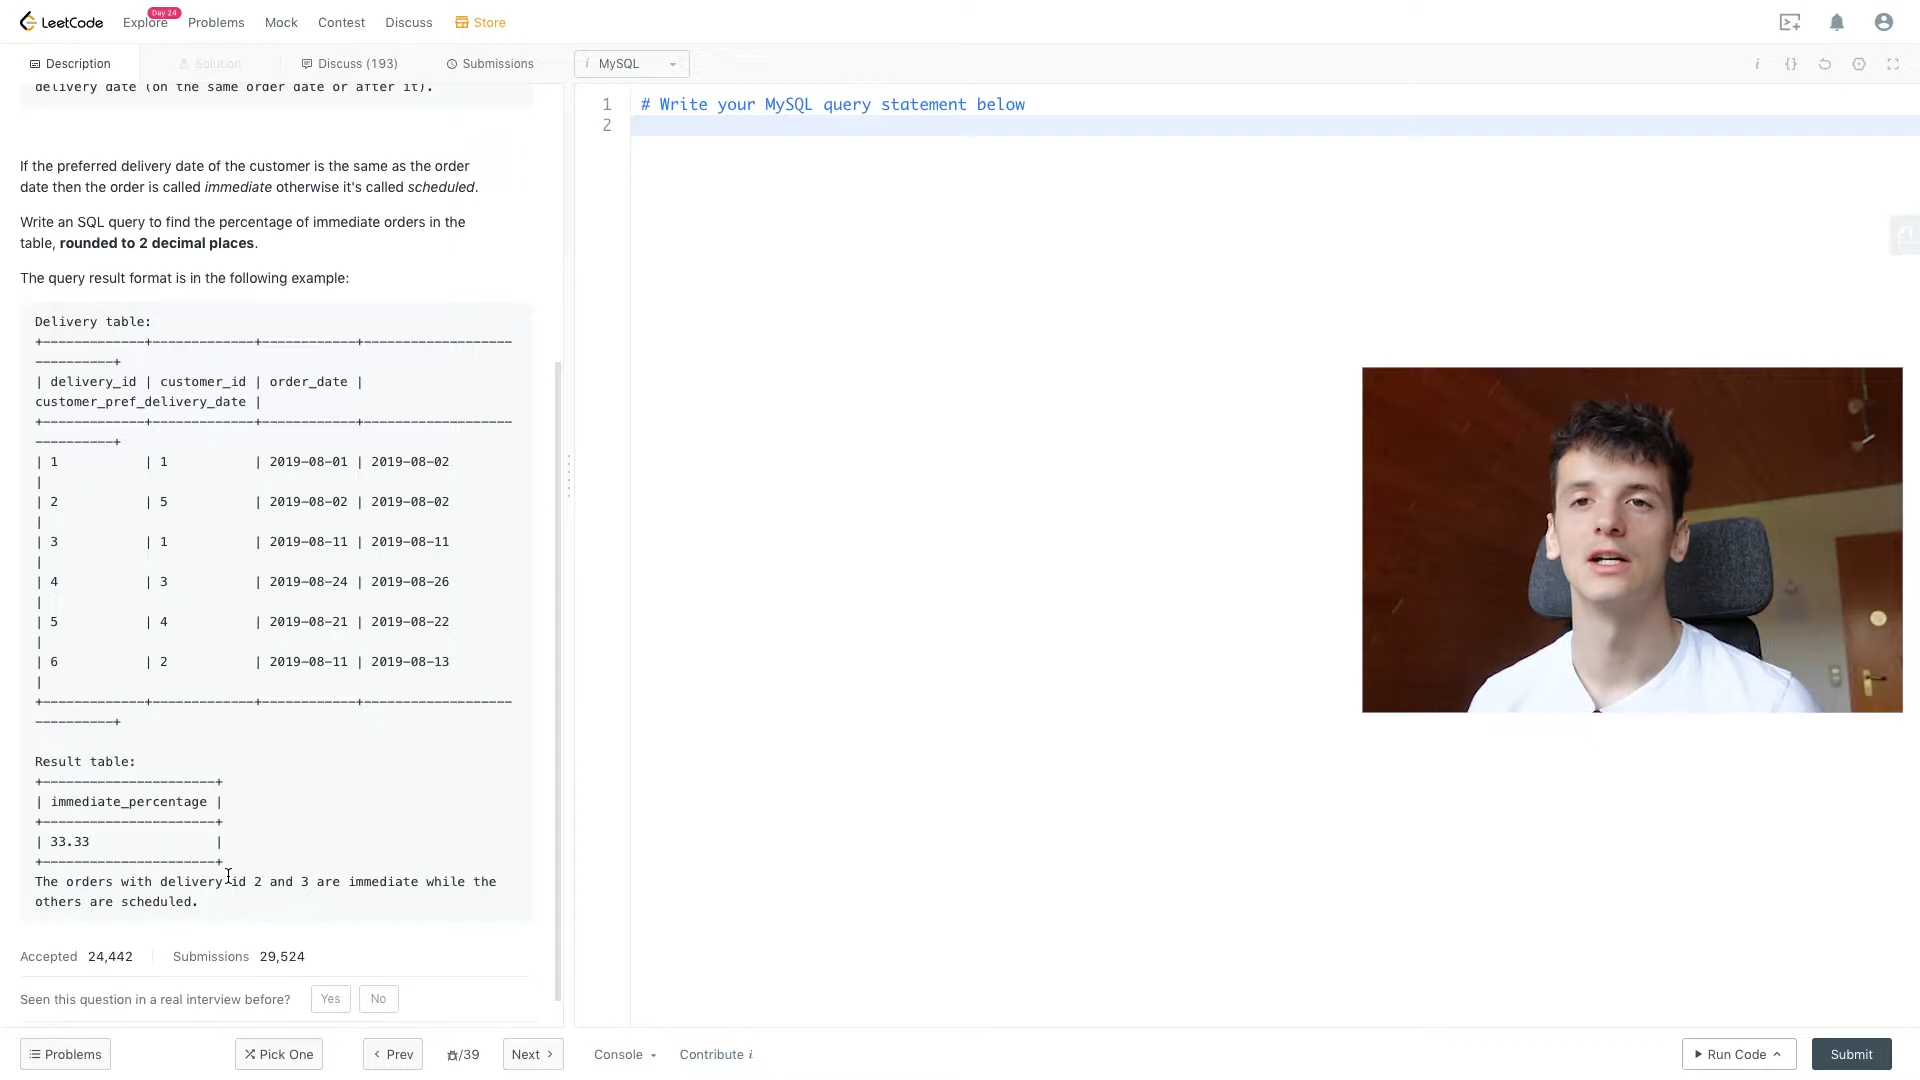 LeetCode
Explore
Day 24
Problems
Mock
Contest
Discuss
Store
Description
Solution
Discuss (193)
Submissions
i MySQL
i {}
delivery date (on the same order date or after it).
If the preferred delivery date of the customer is the same as the order
date then the order is called immediate otherwise it's called scheduled.
Write an SQL query to find the percentage of immediate orders in the
table, rounded to 2 decimal places.
The query result format is in the following example:
Delivery table:
+-------------+-------------+------------+-------------------
----------+
| delivery_id | customer_id | order_date |
customer_pref_delivery_date |
+-------------+-------------+------------+-------------------
----------+
| 1 | 1 | 2019-08-01 | 2019-08-02
|
| 2 | 5 | 2019-08-02 | 2019-08-02
|
| 3 | 1 | 2019-08-11 | 2019-08-11
|
| 4 | 3 | 2019-08-24 | 2019-08-26
|
| 5 | 4 | 2019-08-21 | 2019-08-22
|
| 6 | 2 | 2019-08-11 | 2019-08-13
|
+-------------+-------------+------------+-------------------
----------+
Result table:
+----------------------+
| immediate_percentage |
+----------------------+
| 33.33 |
+----------------------+
The orders with delivery id 2 and 3 are immediate while the
others are scheduled.
Accepted 24,442
Submissions 29,524
Seen this question in a real interview before?
Yes
No
1 # Write your MySQL query statement below
2
Problems
Pick One
< Prev
/39
Next >
Console
Contribute i
Run Code
Submit